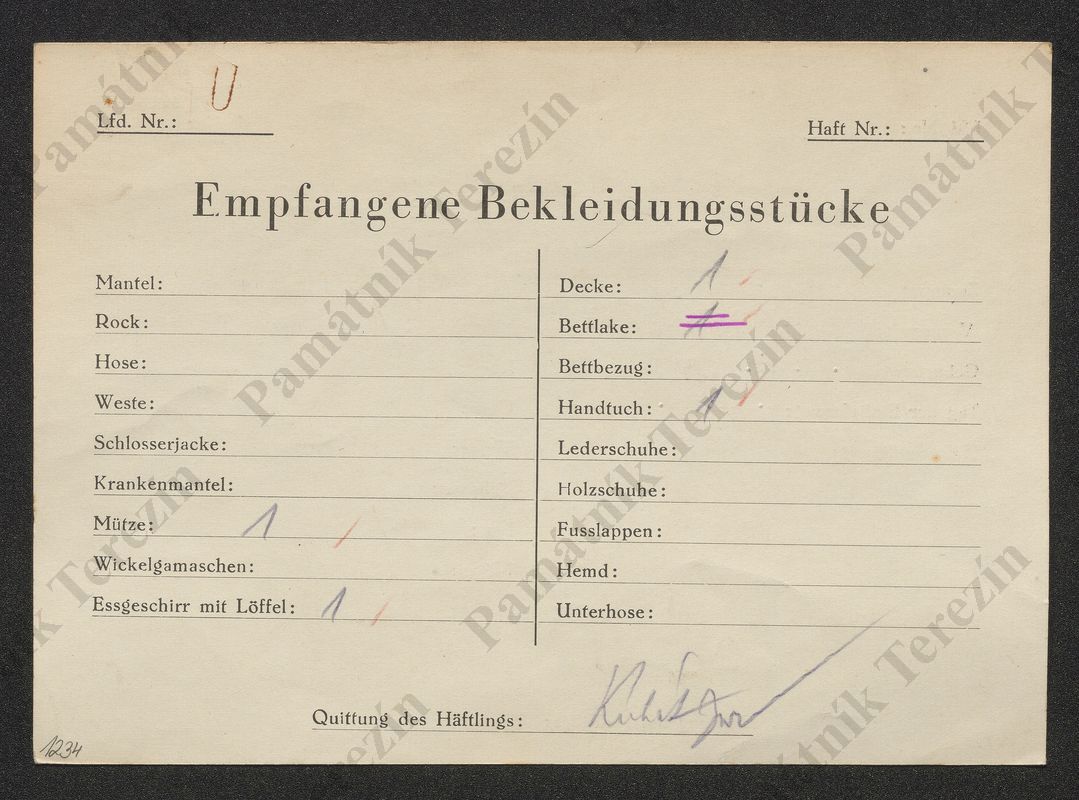 Lfd. Nr.:
Haft Nr.:
Empfangene Bekleidungsstücke
Mantel:
Rock:
Hose:
Weste:
Schlosserjacke:
Krankenmantel:
Mütze: 1
Wickelgamaschen:
Essgeschirr mit Löffel: 1
Decke: 1
Bettlake: 1
Bettbezug:
Handtuch: 1
Lederschuhe:
Holzschuhe:
Fusslappen:
Hemd:
Unterhose:
Quittung des Häftlings:
1234
Památník Terezín